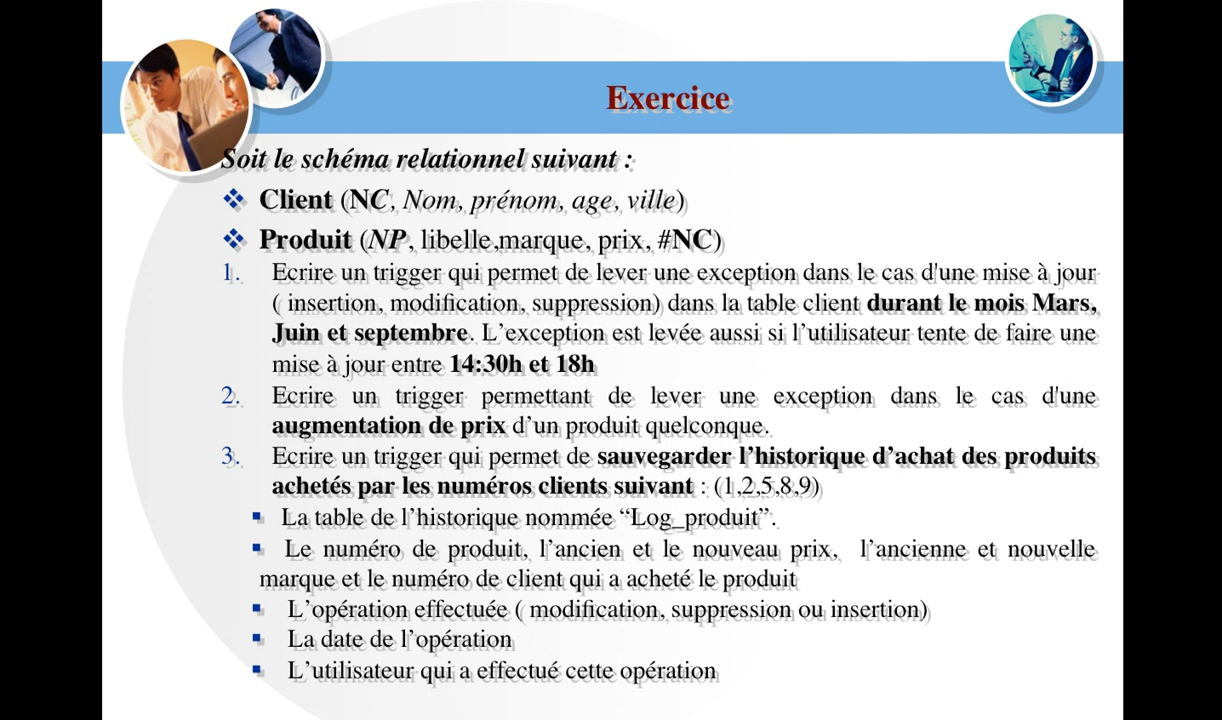 Exercice
Soit le schéma relationnel suivant :
❖ Client (NC, Nom, prénom, age, ville)
❖ Produit (NP, libelle,marque, prix, #NC)
1. Ecrire un trigger qui permet de lever une exception dans le cas d'une mise à jour
( insertion, modification, suppression) dans la table client durant le mois Mars,
Juin et septembre. L’exception est levée aussi si l’utilisateur tente de faire une
mise à jour entre 14:30h et 18h
2. Ecrire un trigger permettant de lever une exception dans le cas d'une
augmentation de prix d’un produit quelconque.
3. Ecrire un trigger qui permet de sauvegarder l’historique d’achat des produits
achetés par les numéros clients suivant : (1,2,5,8,9)
▪ La table de l’historique nommée “Log_produit”.
▪ Le numéro de produit, l’ancien et le nouveau prix, l’ancienne et nouvelle
marque et le numéro de client qui a acheté le produit
▪ L’opération effectuée ( modification, suppression ou insertion)
▪ La date de l’opération
▪ L’utilisateur qui a effectué cette opération